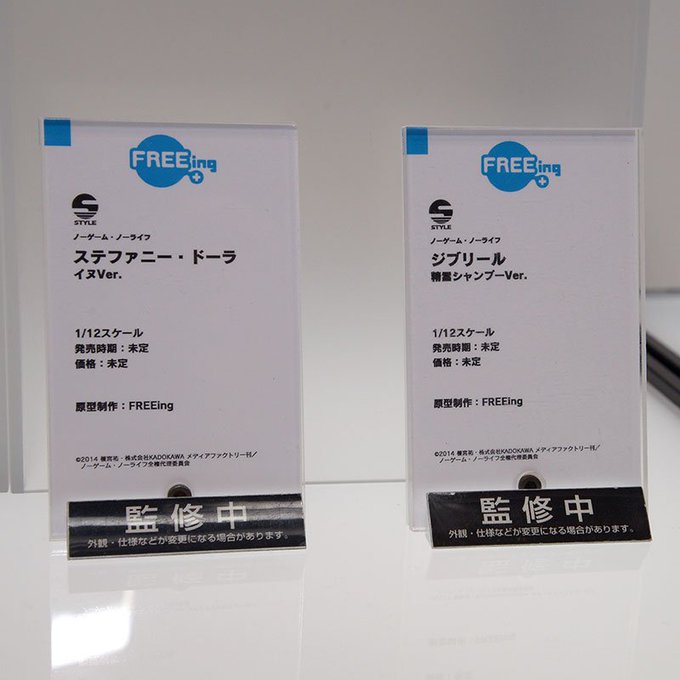 FREEing
S STYLE
ノーゲーム・ノーライフ
ステファニー・ドーラ
イヌVer.
1/12スケール
発売時期：未定
価格：未定
原型制作：FREEing
©2014 榎宮祐・株式会社KADOKAWA メディアファクトリー刊／
ノーゲーム・ノーライフ全権代理委員会
監修中
外観・仕様などが変更になる場合があります。
FREEing
S STYLE
ノーゲーム・ノーライフ
ジブリール
精霊シャンプーVer.
1/12スケール
発売時期：未定
価格：未定
原型制作：FREEing
©2014 榎宮祐・株式会社KADOKAWA メディアファクトリー刊／
ノーゲーム・ノーライフ全権代理委員会
監修中
外観・仕様などが変更になる場合があります。